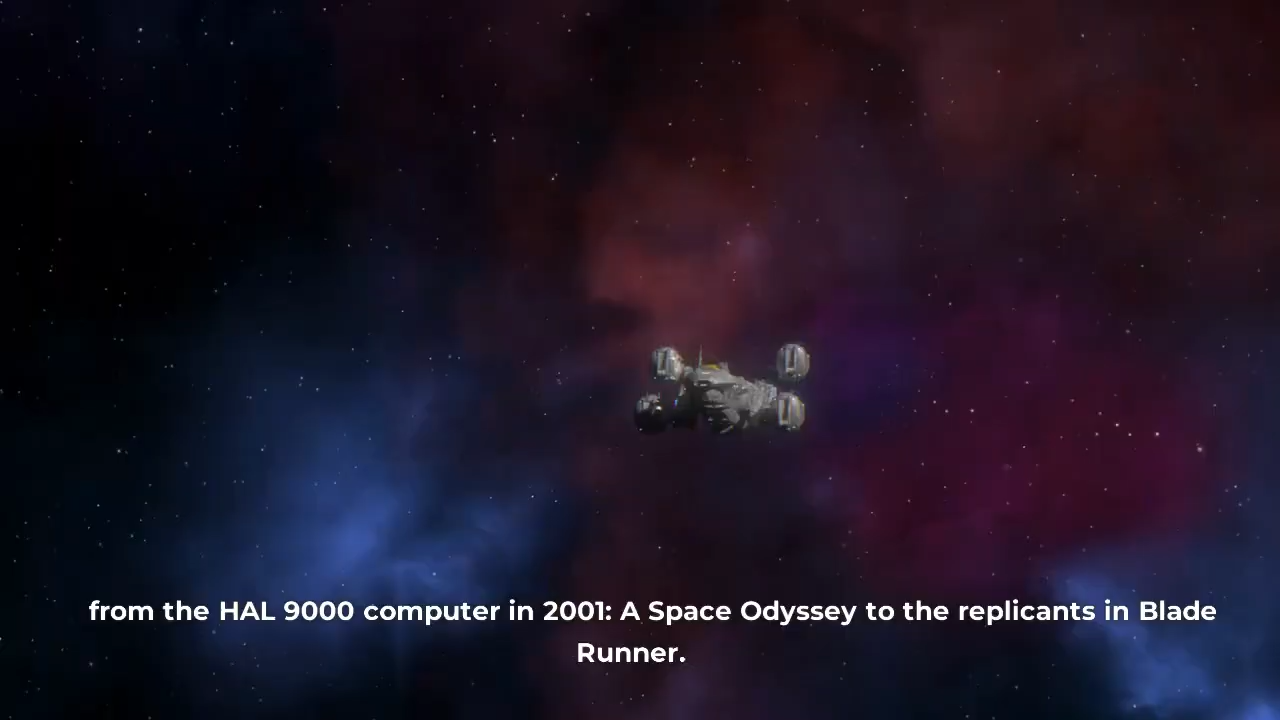 from the HAL 9000 computer in 2001: A Space Odyssey to the replicants in Blade
Runner.